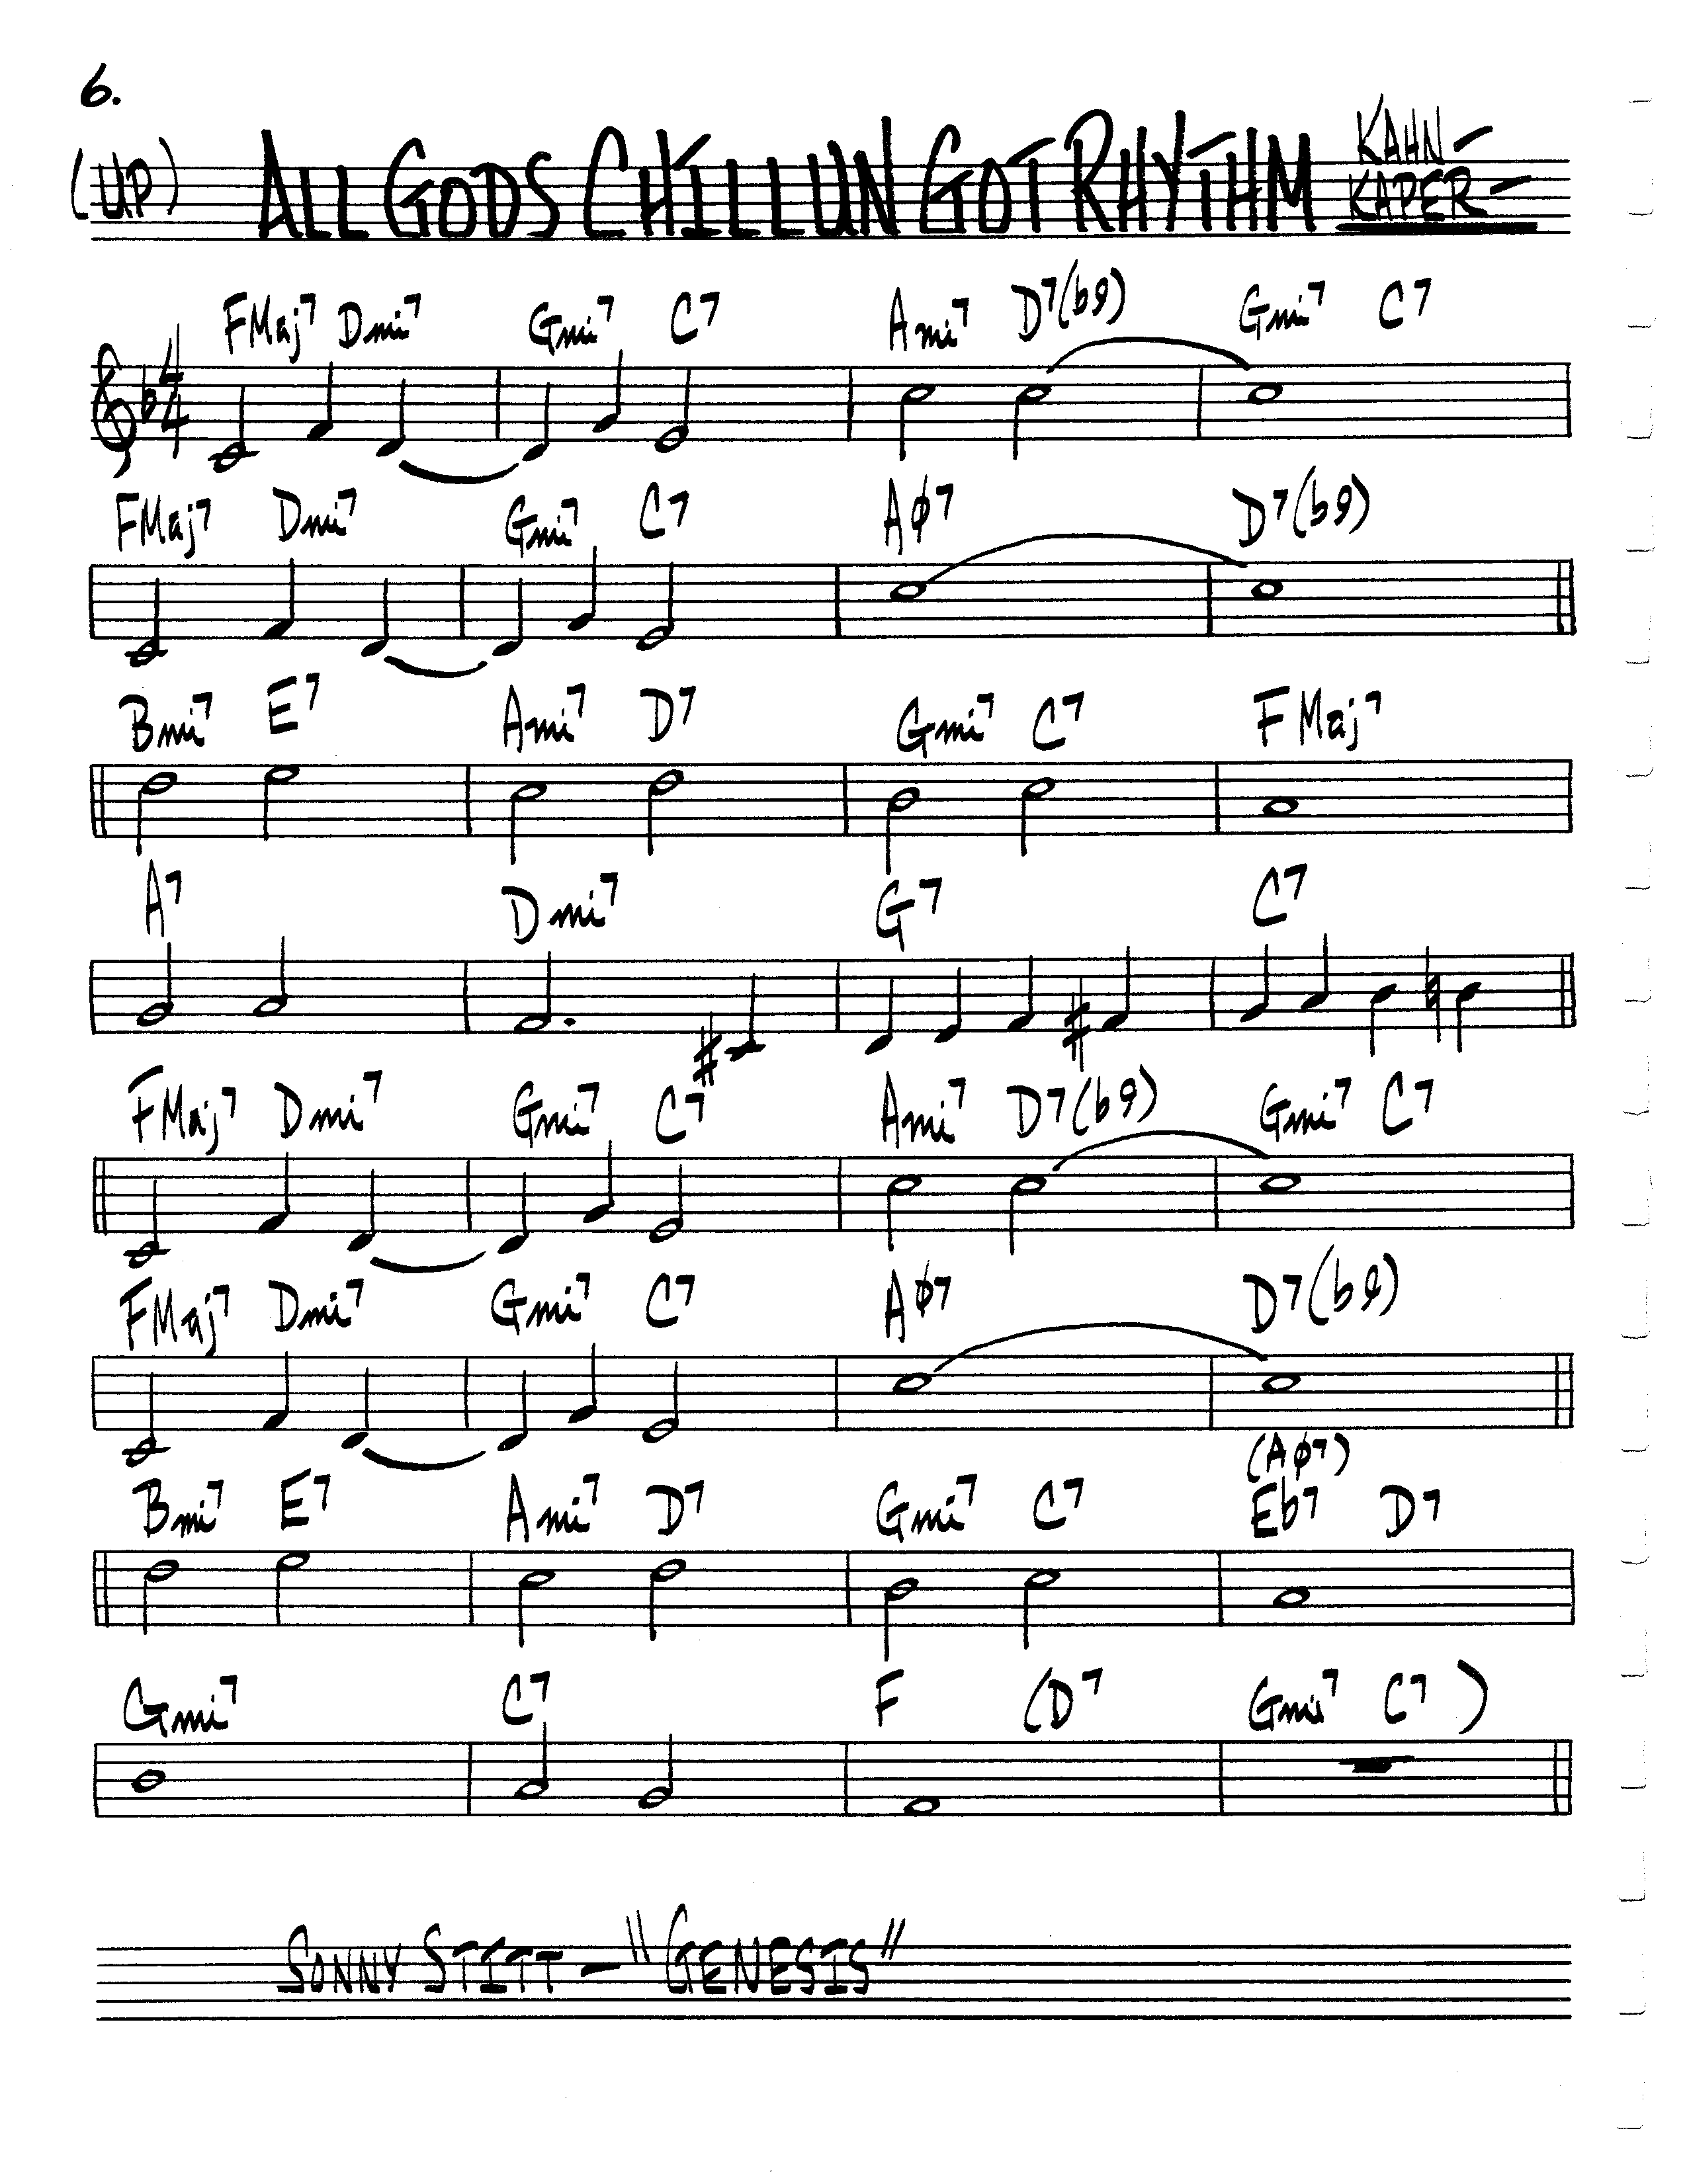 6.
(UP) ALL GODS CHILLUN GOT RHYTHM KAHN-
KAPER-
FMaj7 Dmi7 Gmi7 C7 Ami7 D7(b9) Gmi7 C7
4
4
FMaj7 Dmi7 Gmi7 C7 Aø7 D7(b9)
Bmi7 E7 Ami7 D7 Gmi7 C7 FMaj7
A7 Dmi7 G7 C7
FMaj7 Dmi7 Gmi7 C7 Ami7 D7(b9) Gmi7 C7
FMaj7 Dmi7 Gmi7 C7 Aø7 D7(b9)
(Aø7)
Bmi7 E7 Ami7 D7 Gmi7 C7 Eb7 D7
Gmi7 C7 F (D7 Gmi7 C7)
SONNY STITT - "GENESIS"